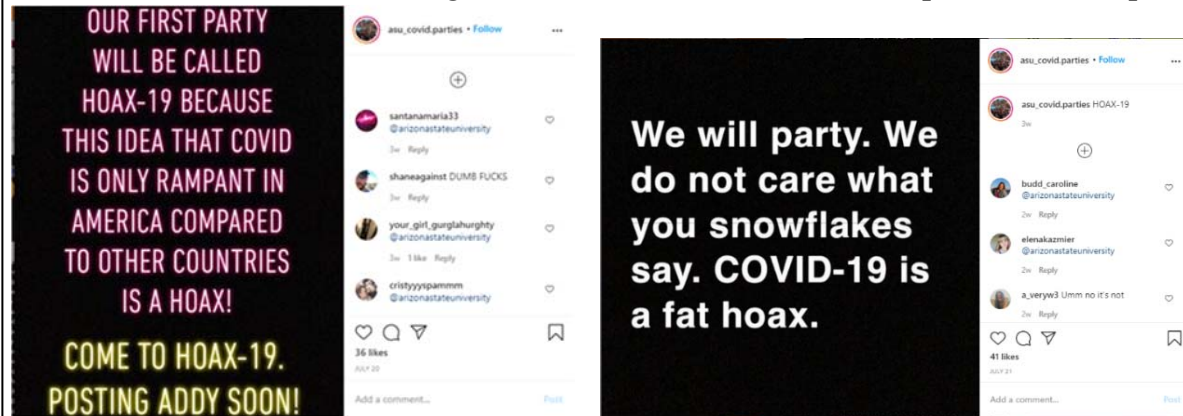 OUR FIRST PARTY
WILL BE CALLED
HOAX-19 BECAUSE
THIS IDEA THAT COVID
IS ONLY RAMPANT IN
AMERICA COMPARED
TO OTHER COUNTRIES
IS A HOAX!
COME TO HOAX-19.
POSTING ADDY SOON!
asu_covid.parties • Follow
santanamaria33
@arizonastateuniversity
3w Reply
shaneagainst DUMB FUCKS
3w Reply
your_girl_gurglahurghty
@arizonastateuniversity
3w 1 like Reply
cristyyyspammm
@arizonastateuniversity
36 likes
JULY 20
Add a comment...
Post
We will party. We
do not care what
you snowflakes
say. COVID-19 is
a fat hoax.
asu_covid.parties • Follow
asu_covid.parties HOAX-19
3w
budd_caroline
@arizonastateuniversity
2w Reply
elenakazmier
@arizonastateuniversity
2w Reply
a_veryw3 Umm no it's not
2w Reply
41 likes
JULY 21
Add a comment...
Post